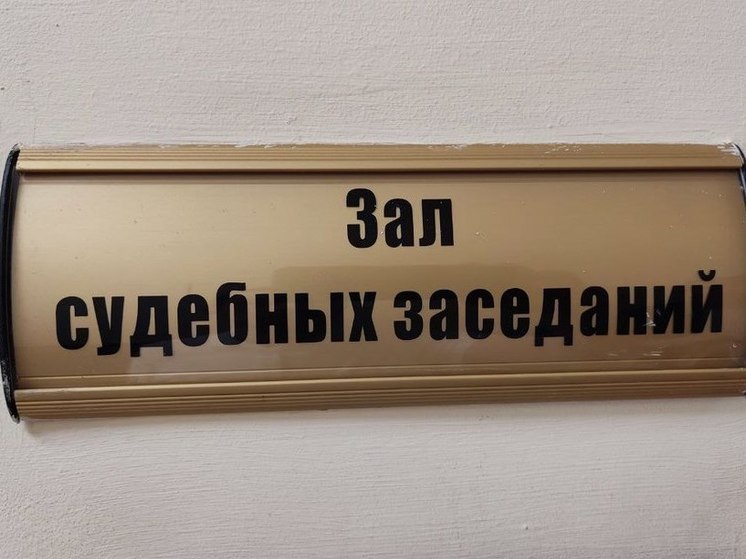 Зал
судебных заседаний